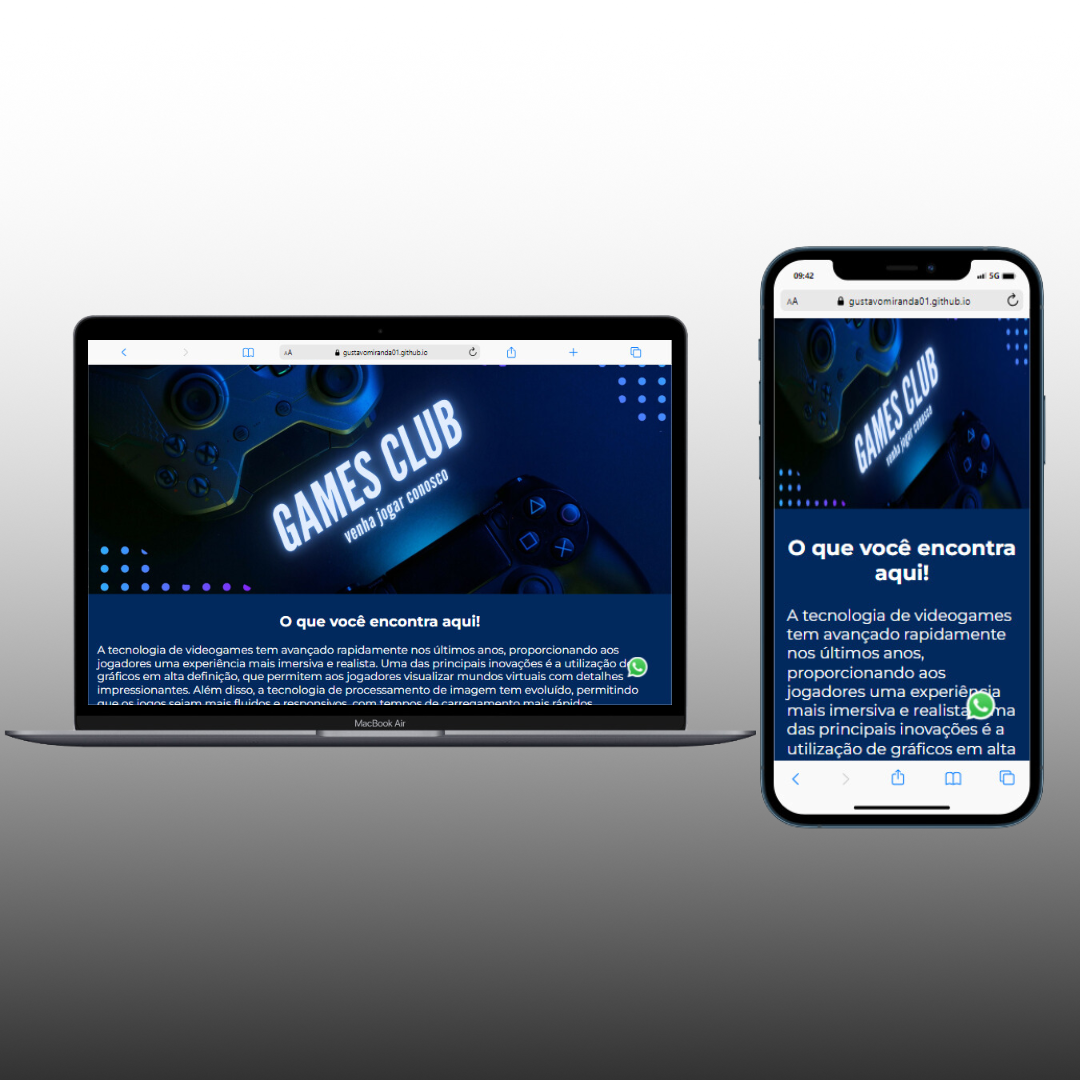 AA gustavomiranda01.github.io
GAMES CLUB
venha jogar conosco
O que você encontra aqui!
A tecnologia de videogames tem avançado rapidamente nos últimos anos, proporcionando aos
jogadores uma experiência mais imersiva e realista. Uma das principais inovações é a utilização de
gráficos em alta definição, que permitem aos jogadores visualizar mundos virtuais com detalhes
impressionantes. Além disso, a tecnologia de processamento de imagem tem evoluído, permitindo
que os jogos sejam mais fluidos e responsivos, com tempos de carregamento mais rápidos
MacBook Air
09:42 5G
AA gustavomiranda01.github.io
GAMES CLUB
venha jogar conosco
O que você encontra
aqui!
A tecnologia de videogames
tem avançado rapidamente
nos últimos anos,
proporcionando aos
jogadores uma experiência
mais imersiva e realista. Uma
das principais inovações é a
utilização de gráficos em alta